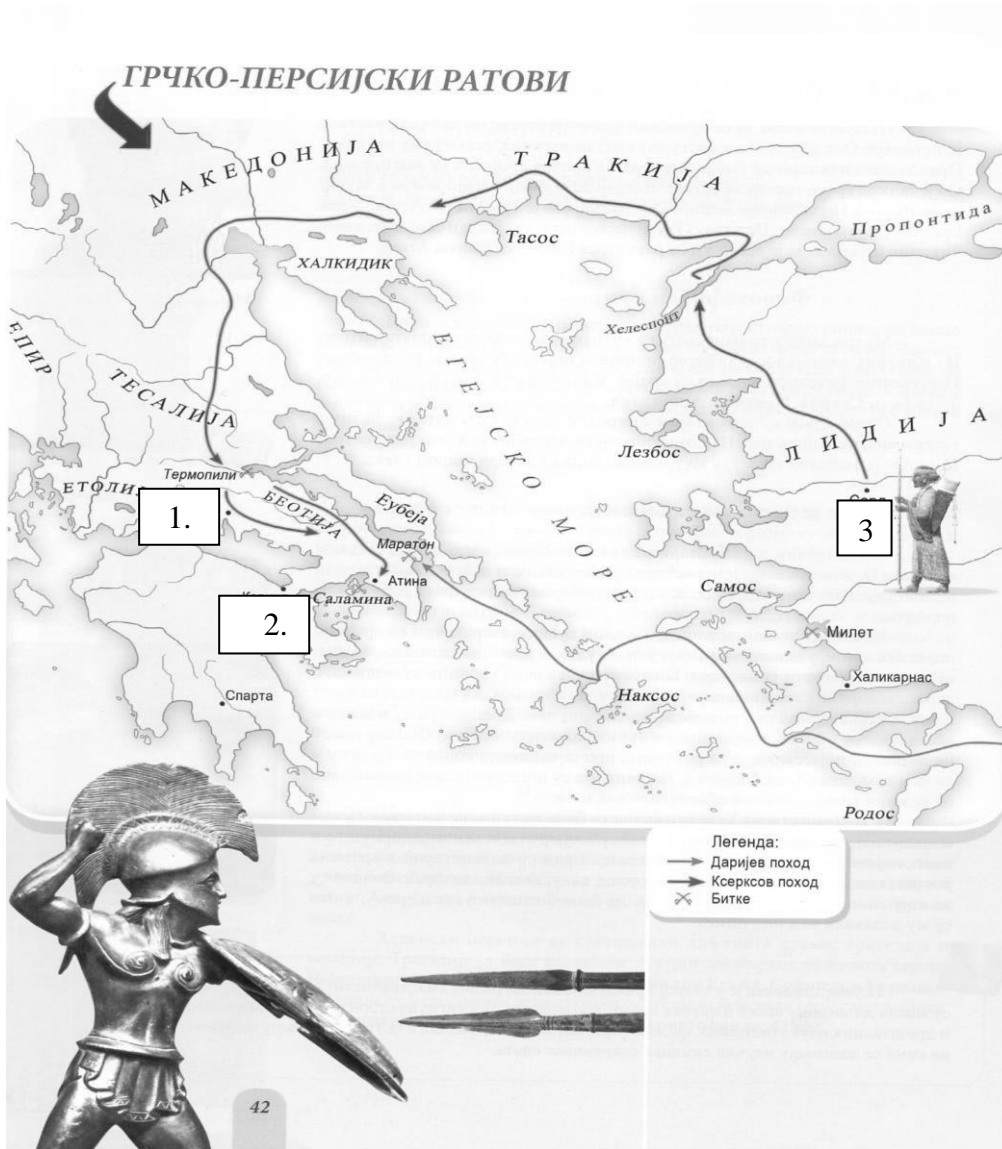 ГРЧКО-ПЕРСИЈСКИ РАТОВИ
МАКЕДОНИЈА
ТРАКИЈА
Пропонтида
Тасос
ХАЛКИДИК
Хелеспонт
ЕПИР
ТЕСАЛИЈА
ЕГЕЈСКО МОРЕ
Лезбос
ЛИДИЈА
Термопили
ЕТОЛИЈА
1.
БЕОТИЈА
Еубеја
3
Маратон
Атина
Саламина
2.
Самос
Милет
Халикарнас
Спарта
Наксос
Родос
Легенда:
Даријев поход
Ксерксов поход
Битке
42